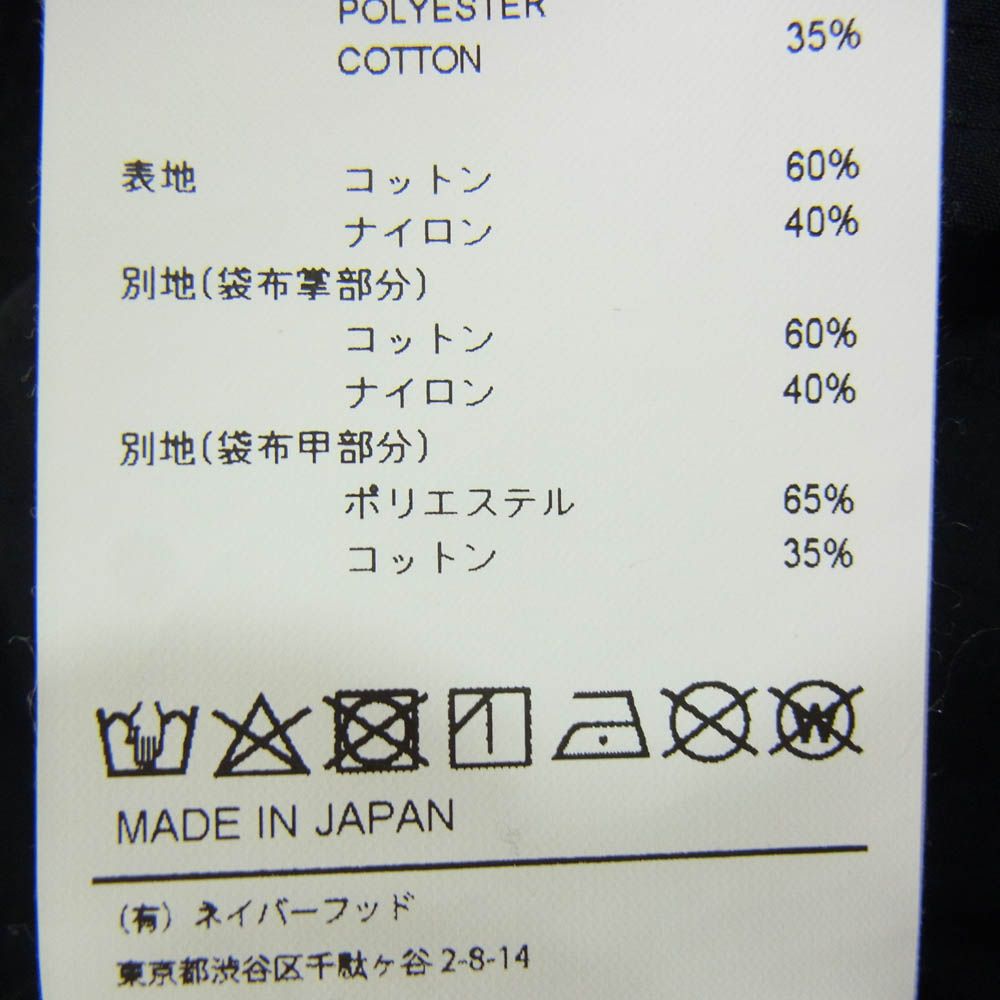 POLYESTER
COTTON 35%
表地 コットン 60%
ナイロン 40%
別地(袋布掌部分)
コットン 60%
ナイロン 40%
別地(袋布甲部分)
ポリエステル 65%
コットン 35%
W
MADE IN JAPAN
(有) ネイバーフッド
東京都渋谷区千駄ヶ谷 2-8-14